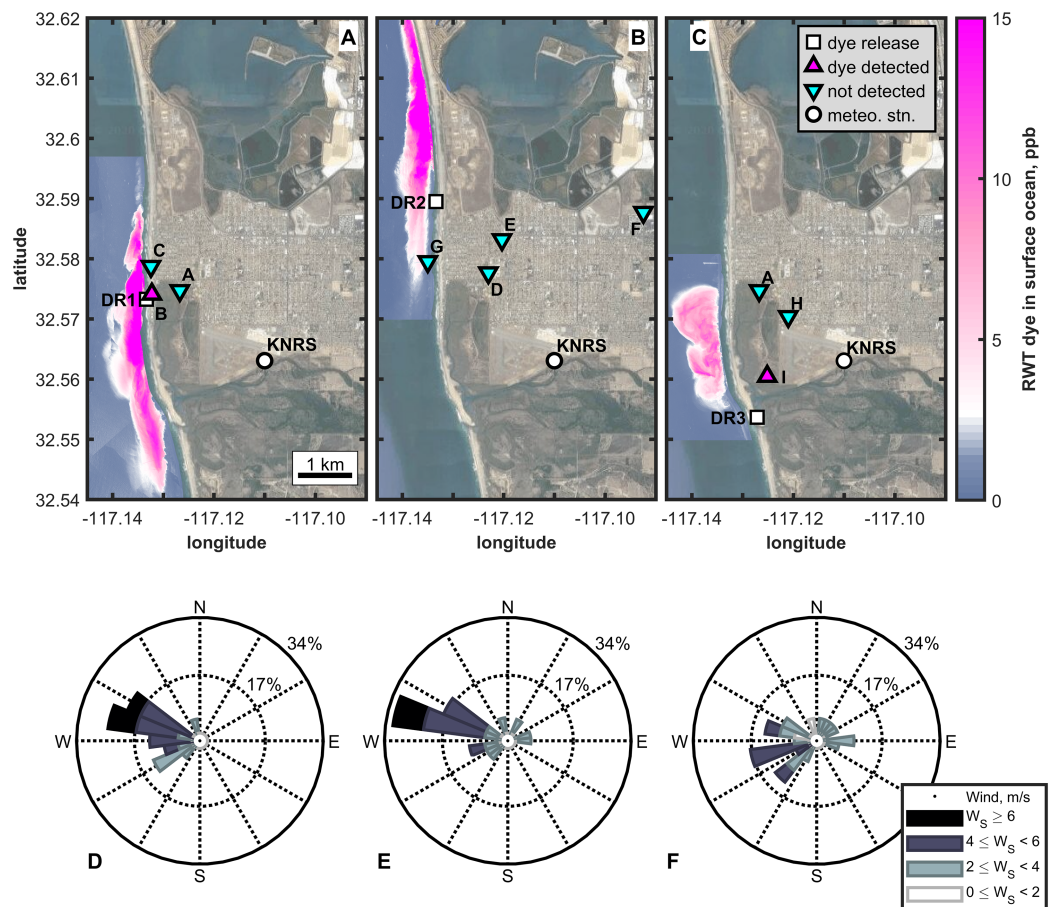 32.62
32.61
32.6
32.59
32.58
32.57
32.56
32.55
32.54
latitude
A
C
A
DR1
B
KNRS
1 km
-117.14
-117.12
-117.10
longitude
B
DR2
E
F
G
D
KNRS
-117.14
-117.12
-117.10
longitude
C
dye release
dye detected
not detected
meteo. stn.
A
H
KNRS
I
DR3
-117.14
-117.12
-117.10
longitude
15
10
5
0
RWT dye in surface ocean, ppb
N
34%
17%
W
E
S
D
N
34%
17%
W
E
S
E
N
34%
17%
W
E
S
F
Wind, m/s
W_S ≥ 6
4 ≤ W_S < 6
2 ≤ W_S < 4
0 ≤ W_S < 2